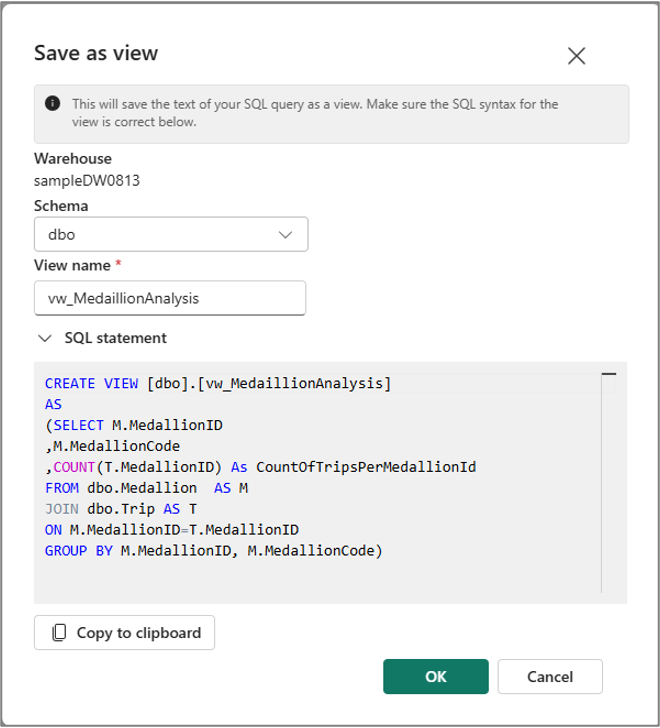 Save as view
This will save the text of your SQL query as a view. Make sure the SQL syntax for the
view is correct below.
Warehouse
sampleDW0813
Schema
dbo
View name *
vw_MedaillionAnalysis
SQL statement
CREATE VIEW [dbo].[vw_MedaillionAnalysis]
AS
(SELECT M.MedallionID
,M.MedallionCode
,COUNT(T.MedallionID) As CountOfTripsPerMedallionId
FROM dbo.Medallion  AS M
JOIN dbo.Trip AS T
ON M.MedallionID=T.MedallionID
GROUP BY M.MedallionID, M.MedallionCode)
Copy to clipboard
OK
Cancel